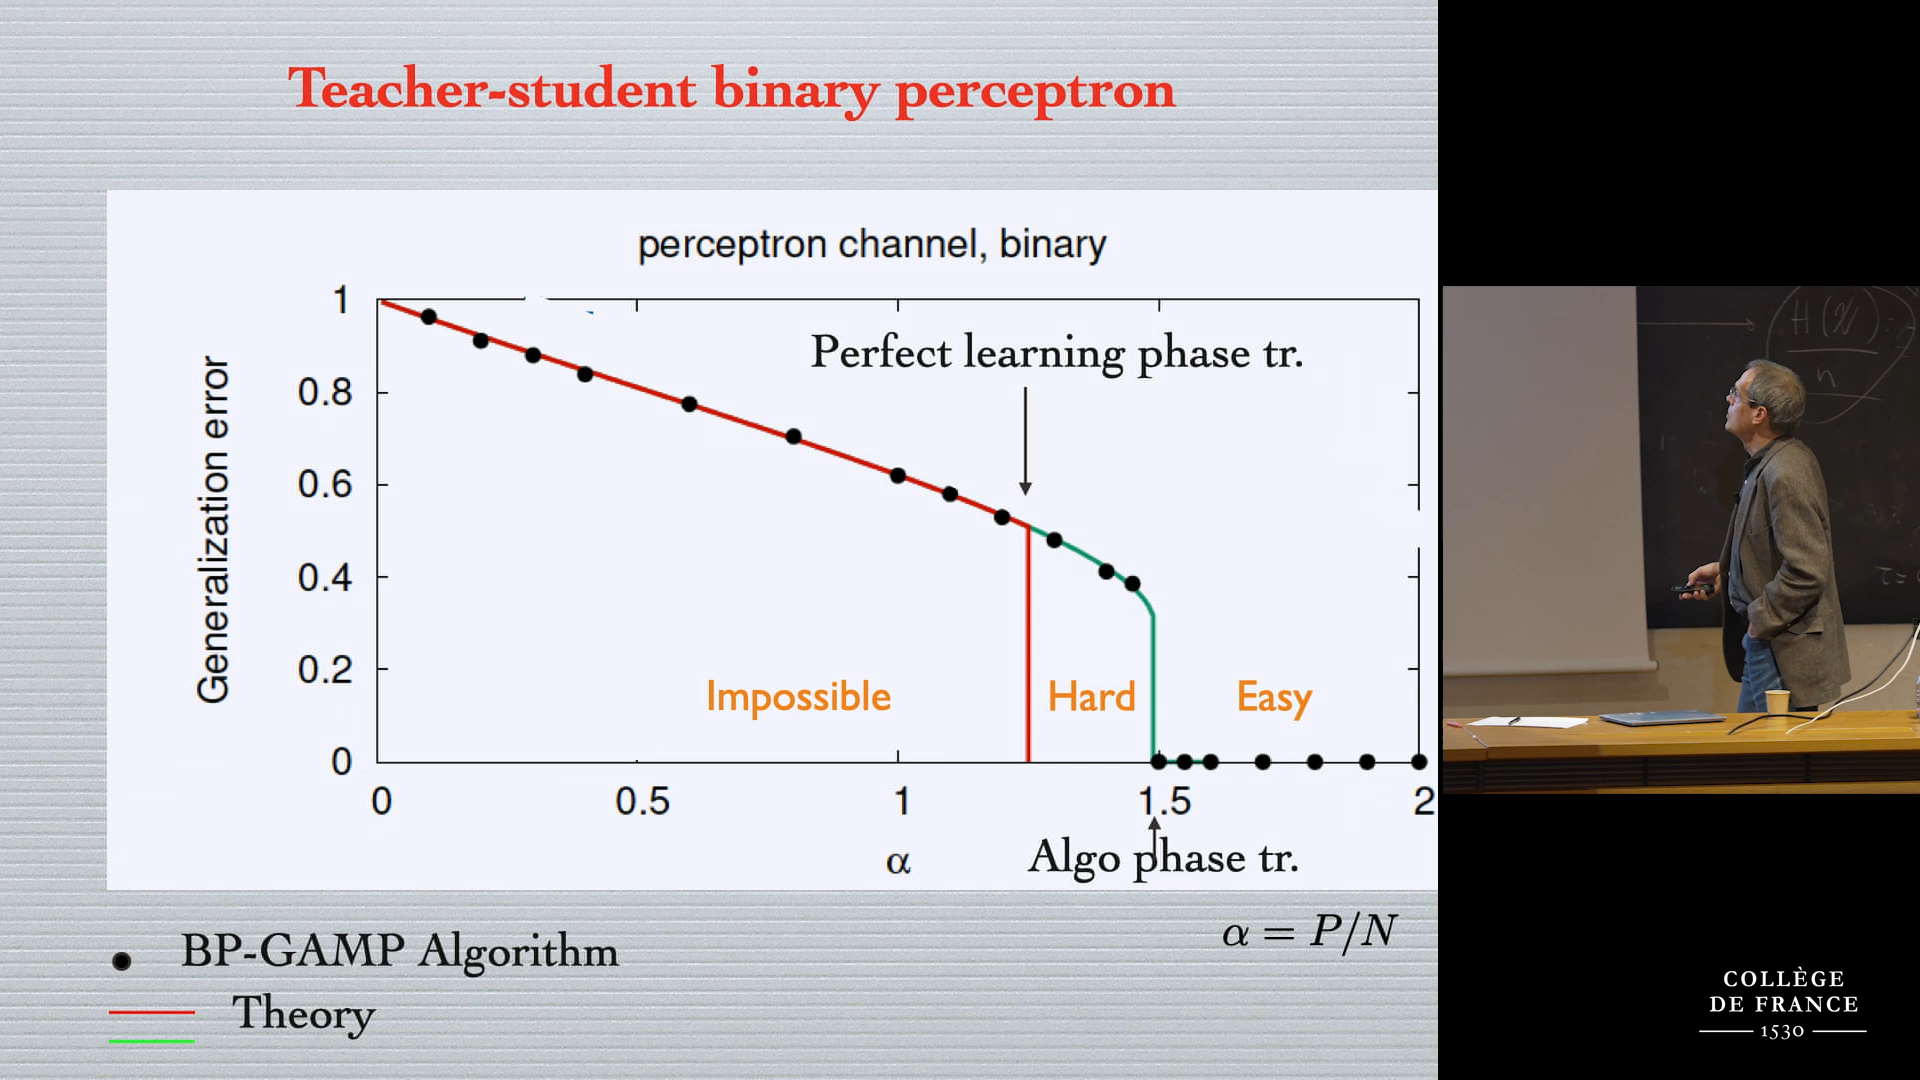 Teacher-student binary perceptron
perceptron channel, binary
Generalization error
1
0.8
0.6
0.4
0.2
0
Perfect learning phase tr.
Impossible
Hard
Easy
0
0.5
1
1.5
2
α
Algo phase tr.
α = P/N
BP-GAMP Algorithm
Theory
n
COLLÈGE
DE FRANCE
1530